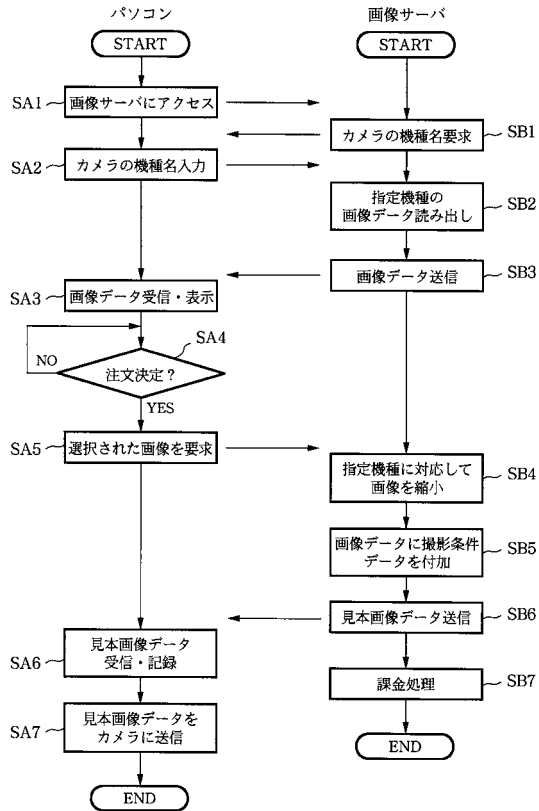 パソコン
START
SA1
画像サーバにアクセス
SA2
カメラの機種名入力
SA3
画像データ受信・表示
SA4
注文決定?
NO
YES
SA5
選択された画像を要求
SA6
見本画像データ
受信・記録
SA7
見本画像データを
カメラに送信
END
画像サーバ
START
カメラの機種名要求
SB1
指定機種の
画像データ読み出し
SB2
画像データ送信
SB3
指定機種に対応して
画像を縮小
SB4
画像データに撮影条件
データを付加
SB5
見本画像データ送信
SB6
課金処理
SB7
END